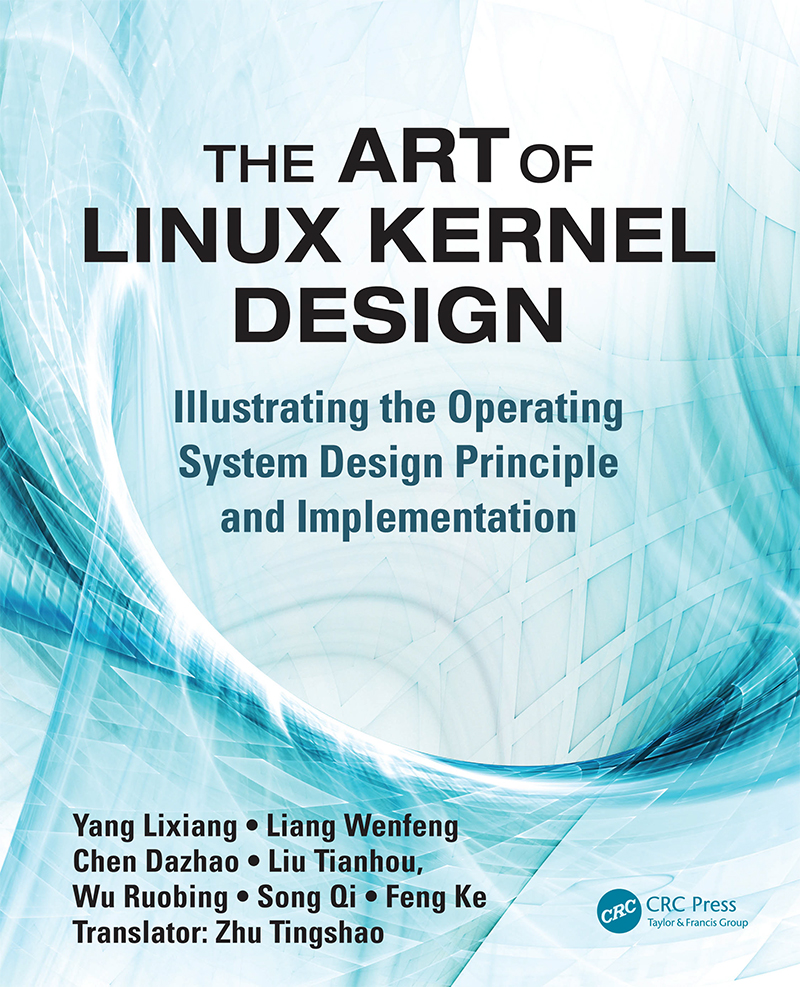 THE ART OF
LINUX KERNEL
DESIGN
Illustrating the Operating
System Design Principle
and Implementation
Yang Lixiang • Liang Wenfeng
Chen Dazhao • Liu Tianhou,
Wu Ruobing • Song Qi • Feng Ke
Translator: Zhu Tingshao
CRC CRC Press
Taylor & Francis Group